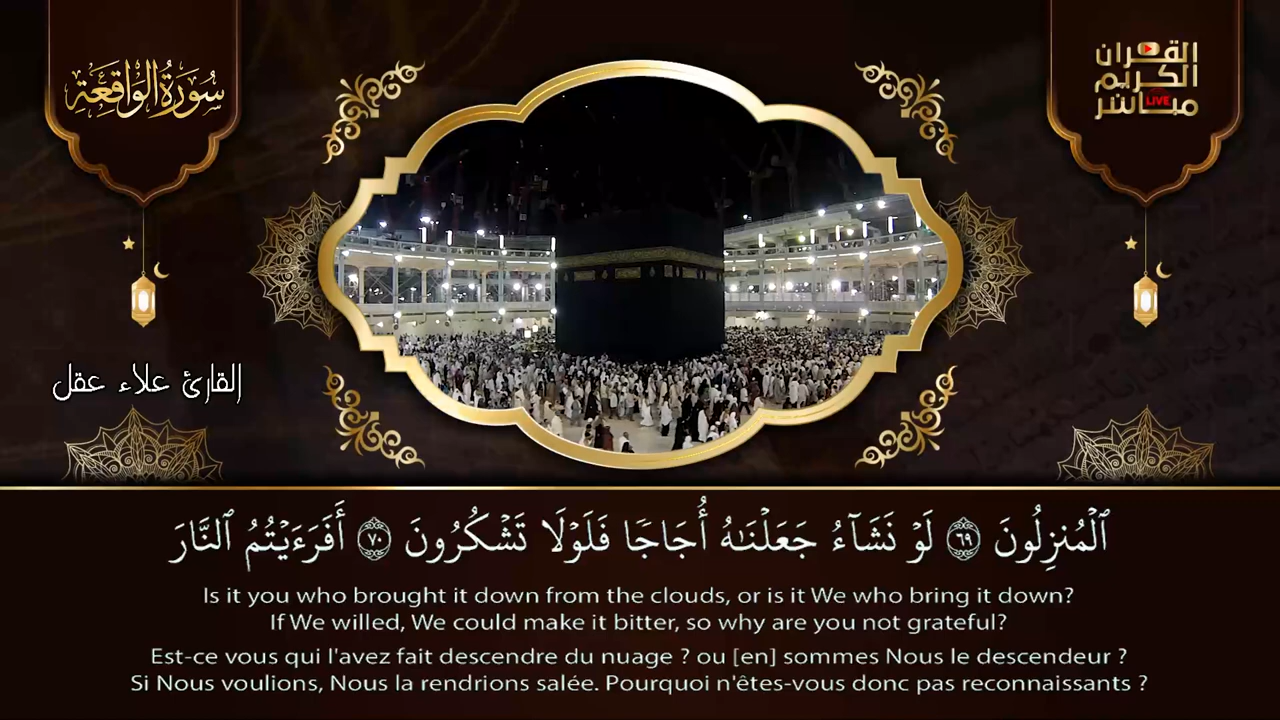 سُورَةُ الْوَاقِعَةِ
القرآن
الكريم
مباشر
LIVE
القارئ علاء عقل
ٱلْمُنزِلُونَ ٦٩ لَوْ نَشَآءُ جَعَلْنَٰهُ أُجَاجًا فَلَوْلَا تَشْكُرُونَ ٧٠ أَفَرَءَيْتُمُ ٱلنَّارَ
Is it you who brought it down from the clouds, or is it We who bring it down?
If We willed, We could make it bitter, so why are you not grateful?
Est-ce vous qui l'avez fait descendre du nuage ? ou [en] sommes Nous le descendeur ?
Si Nous voulions, Nous la rendrions salée. Pourquoi n'êtes-vous donc pas reconnaissants ?